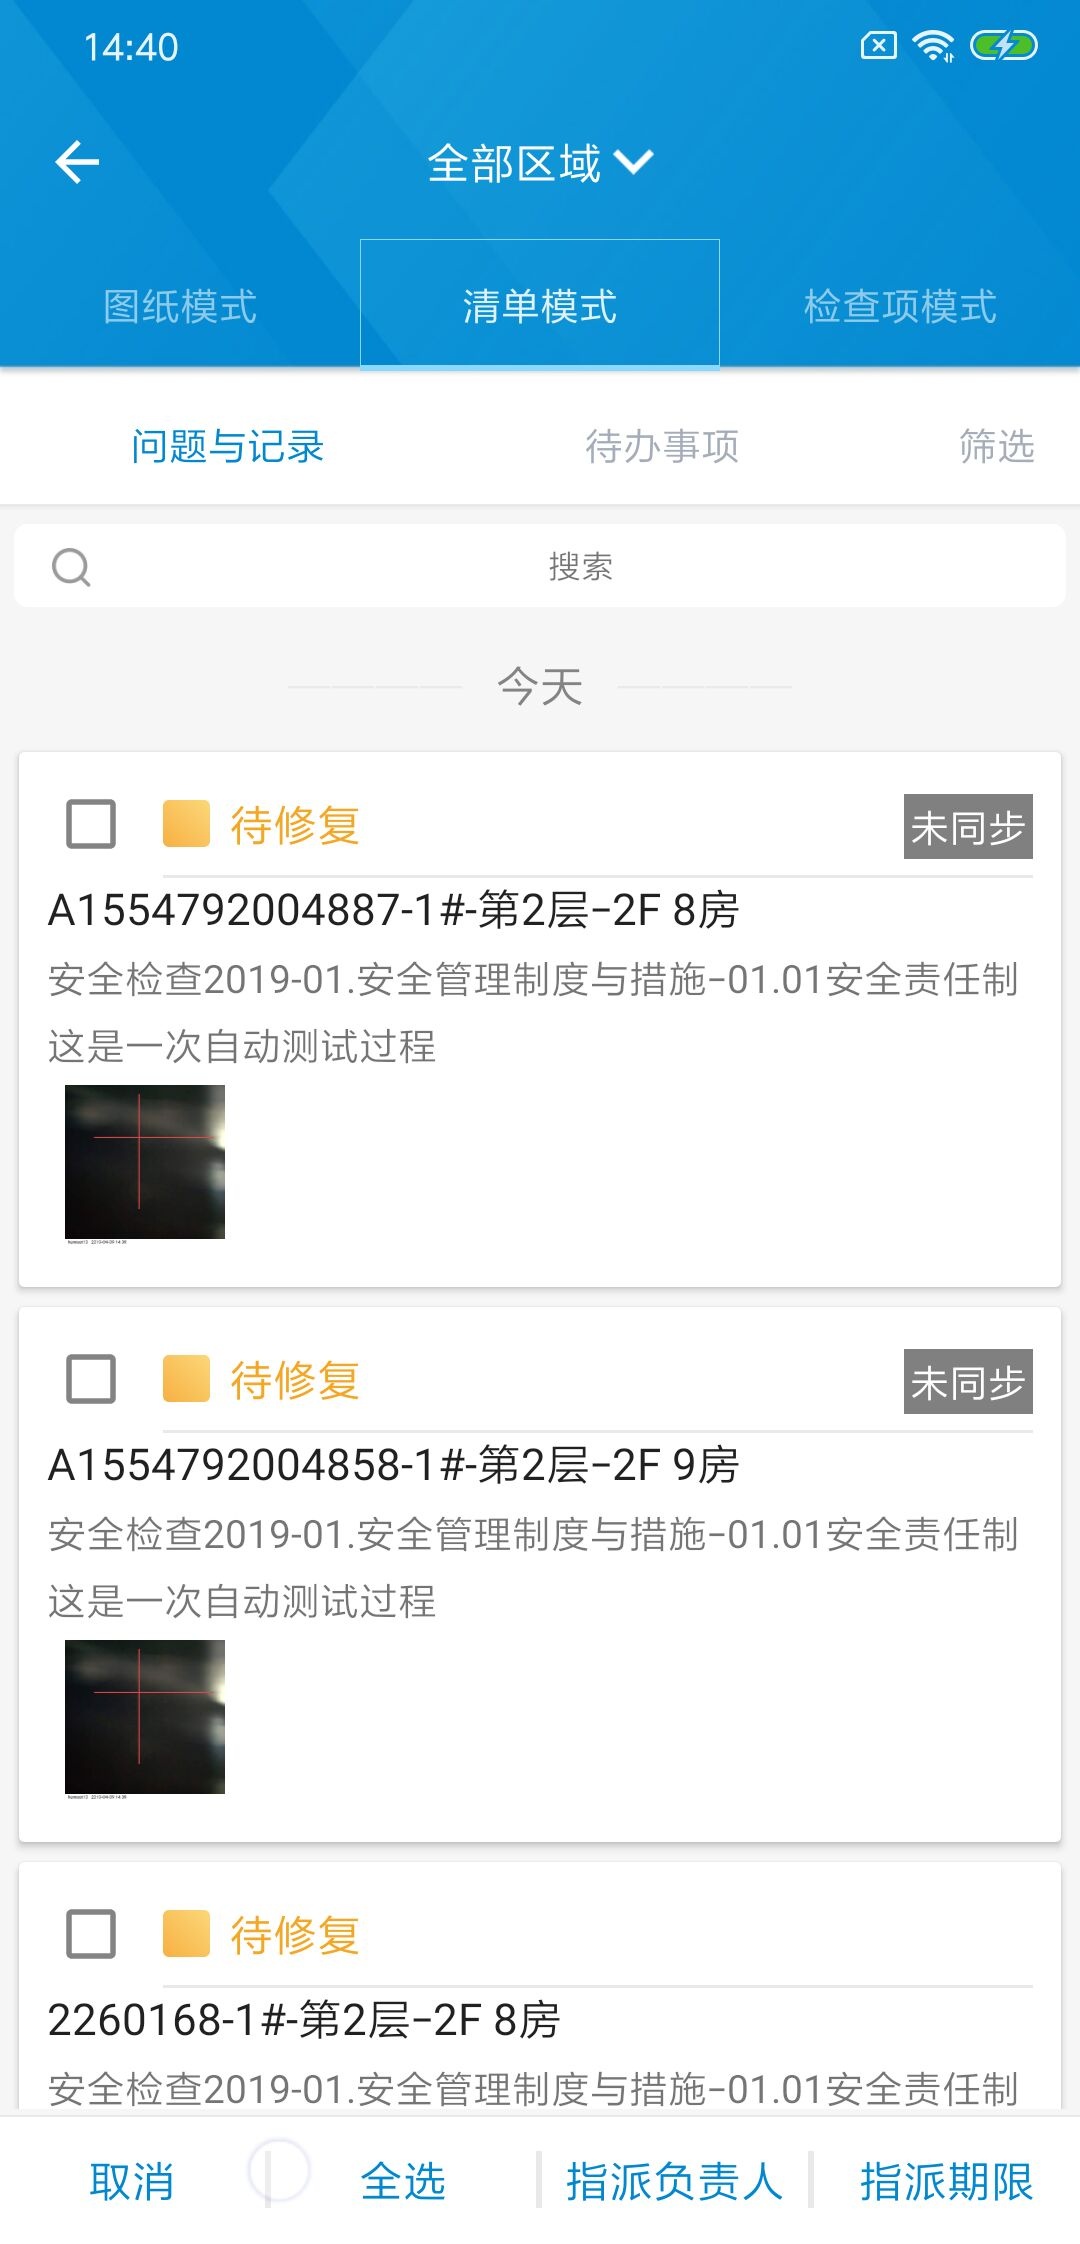 14:40
全部区域
图纸模式 清单模式 检查项模式
问题与记录 待办事项 筛选
搜索
今天
待修复 未同步
A1554792004887-1#-第2层-2F 8房
安全检查2019-01.安全管理制度与措施-01.01安全责任制
这是一次自动测试过程
待修复 未同步
A1554792004858-1#-第2层-2F 9房
安全检查2019-01.安全管理制度与措施-01.01安全责任制
这是一次自动测试过程
待修复
2260168-1#-第2层-2F 8房
安全检查2019-01.安全管理制度与措施-01.01安全责任制
取消 全选 指派负责人 指派期限